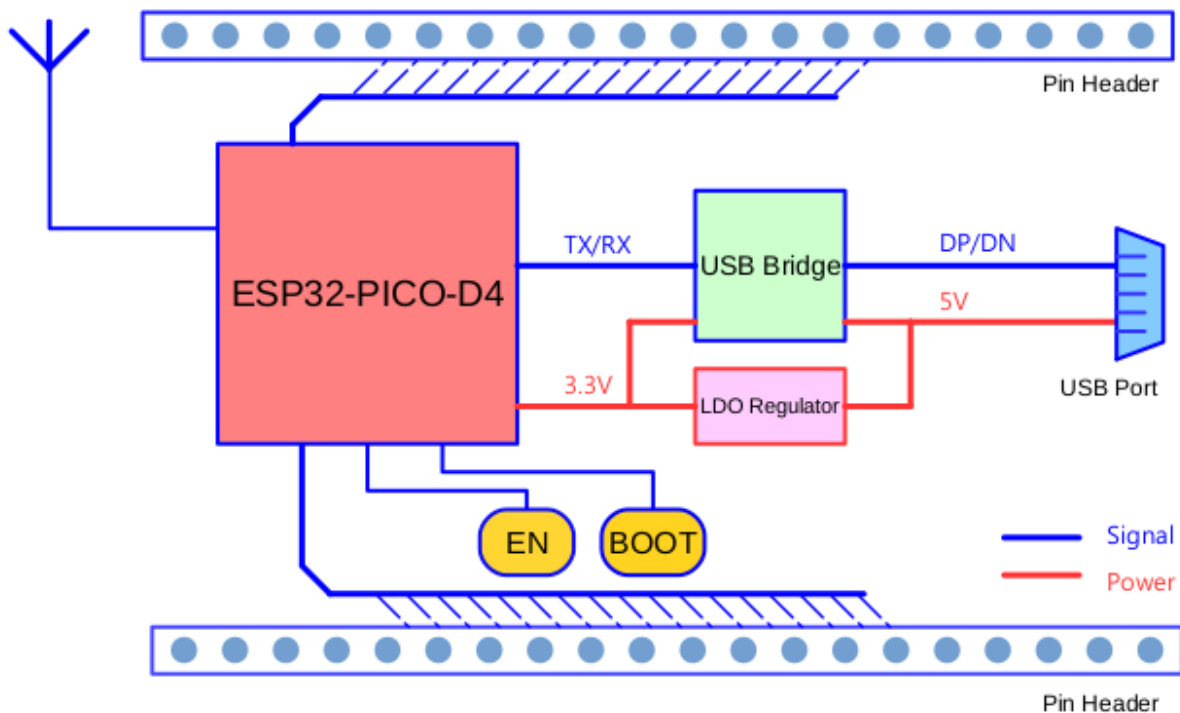 Pin Header
TX/RX
USB Bridge
DP/DN
ESP32-PICO-D4
5V
3.3V
LDO Regulator
USB Port
EN
BOOT
Signal
Power
Pin Header